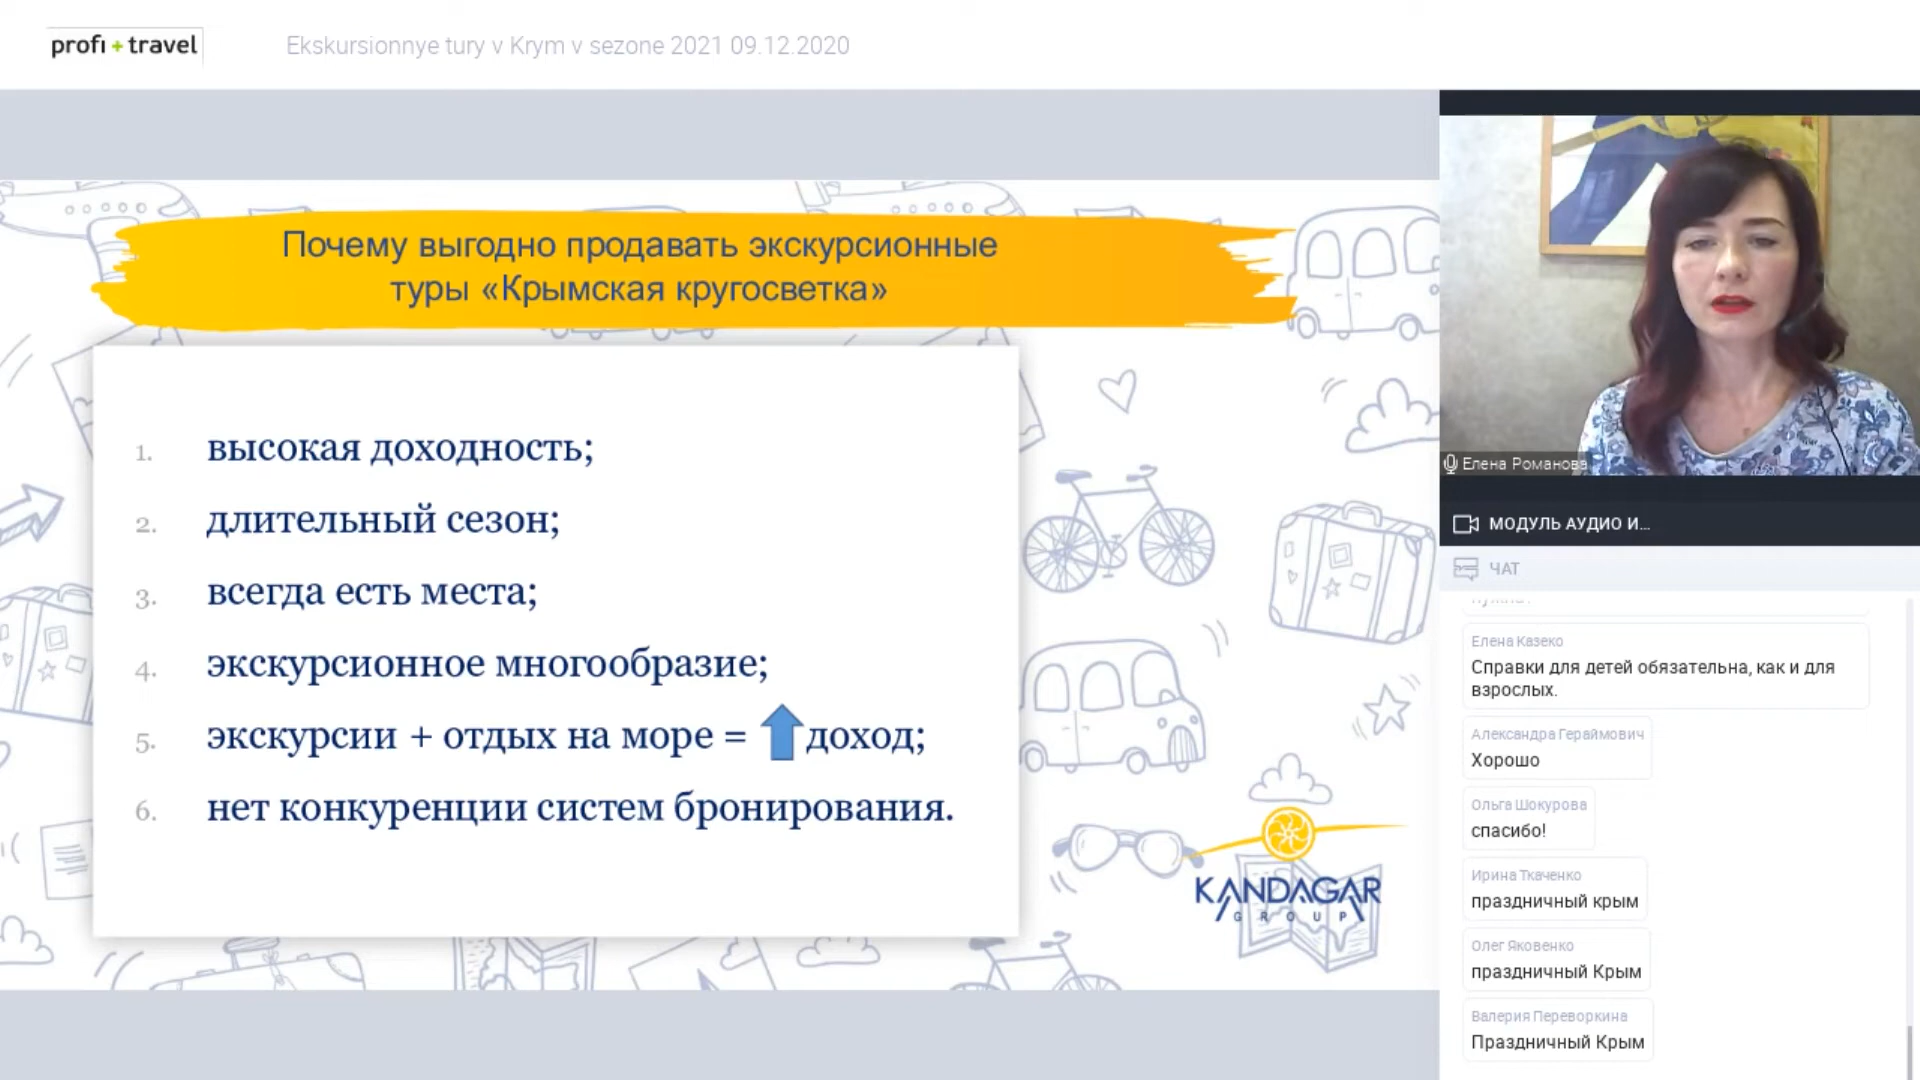 profi + travel
Ekskursionnye tury v Krym v sezone 2021 09.12.2020
Почему выгодно продавать экскурсионные
туры «Крымская кругосветка»
1. высокая доходность;
2. длительный сезон;
3. всегда есть места;
4. экскурсионное многообразие;
5. экскурсии + отдых на море = доход;
6. нет конкуренции систем бронирования.
KANDAGAR
GROUP
Елена Романова
МОДУЛЬ АУДИО И...
ЧАТ
Елена Казеко
Справки для детей обязательна, как и для
взрослых.
Александра Гераймович
Хорошо
Ольга Шокурова
спасибо!
Ирина Ткаченко
праздничный крым
Олег Яковенко
праздничный Крым
Валерия Переворкина
Праздничный Крым